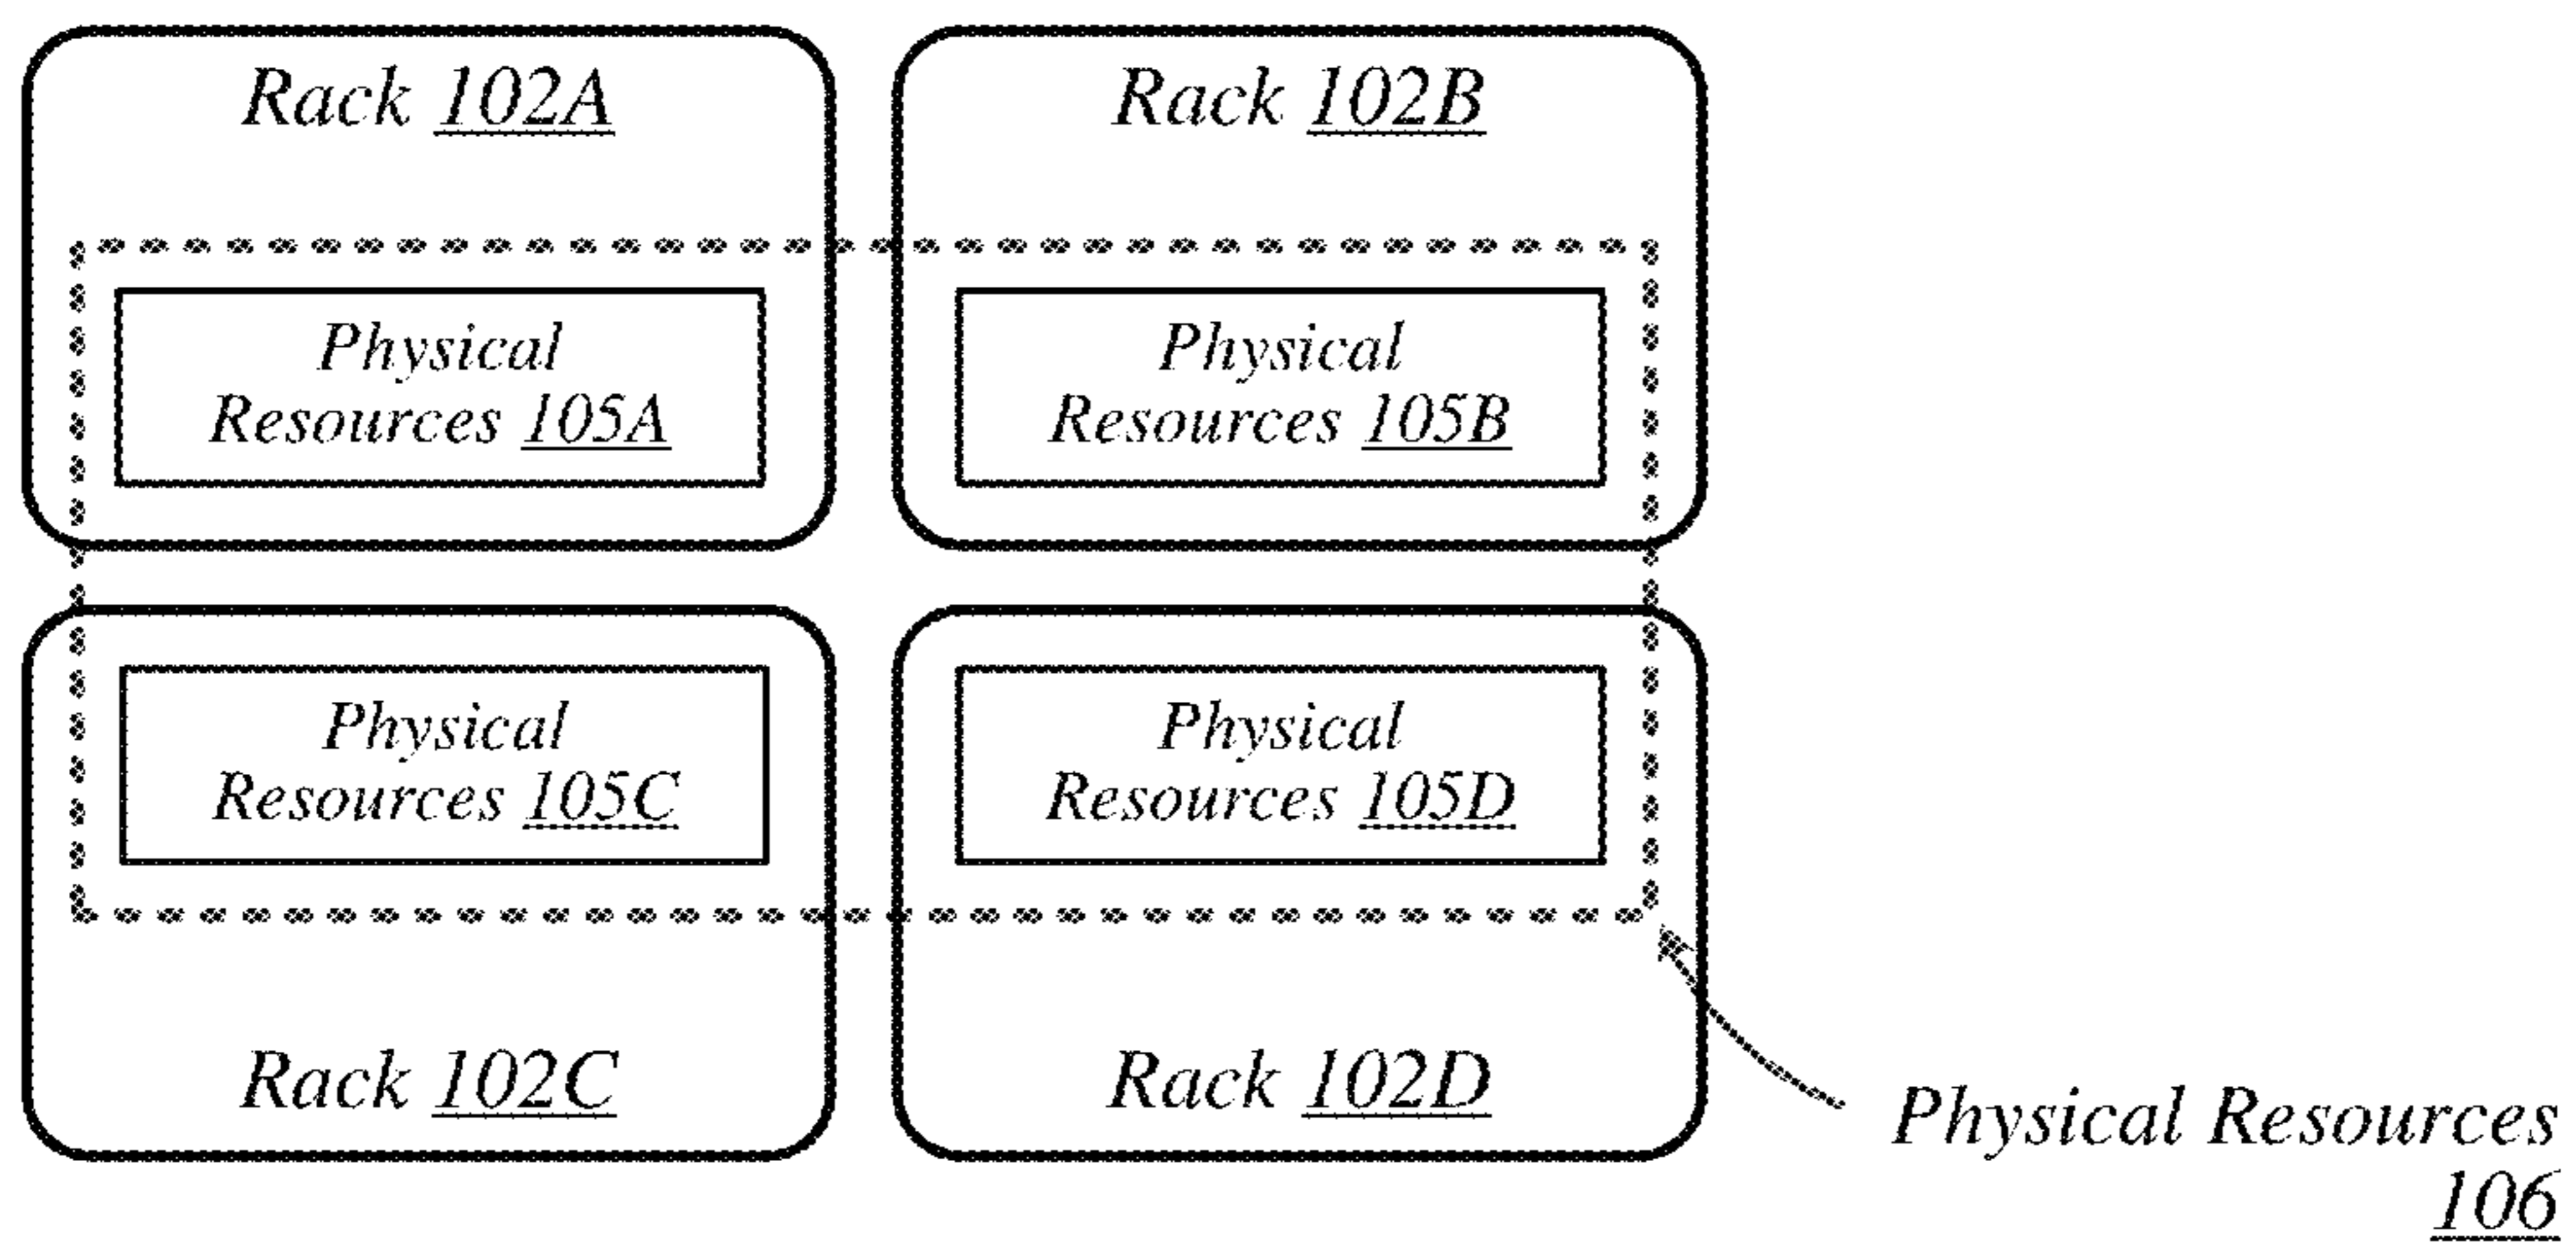 Rack 102A
Rack 102B
Physical
Resources 105A
Physical
Resources 105B
Physical
Resources 105C
Physical
Resources 105D
Rack 102C
Rack 102D
Physical Resources
106